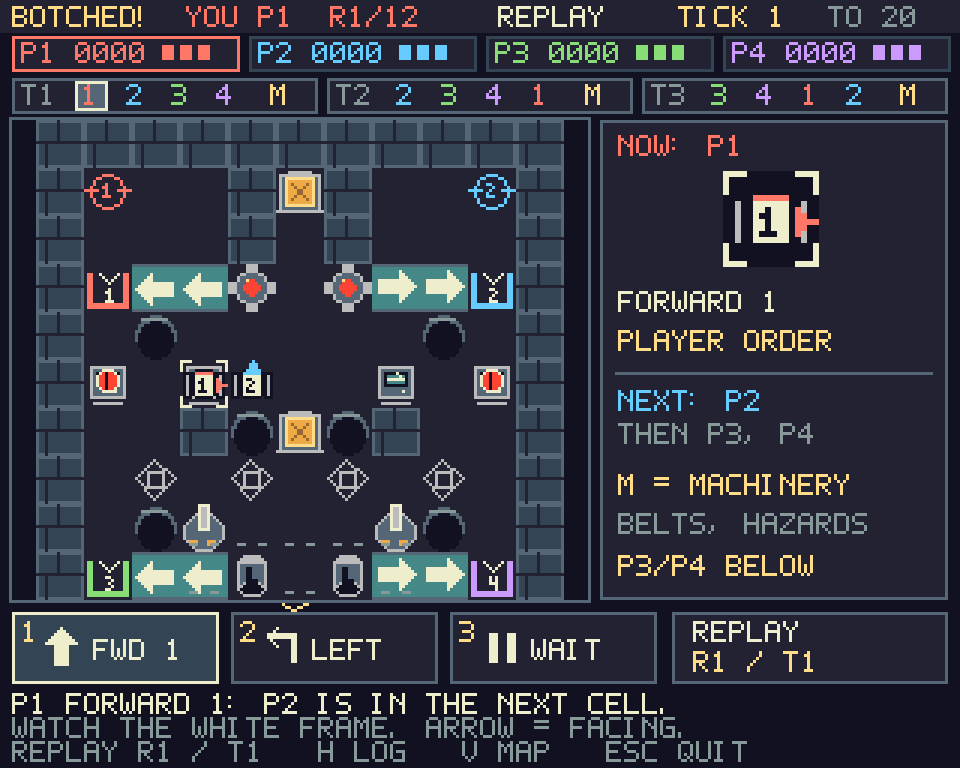 BOTCHED! YOU P1 R1/12 REPLAY TICK 1 TO 20
P1 0000 P2 0000 P3 0000 P4 0000
T1 1 2 3 4 M T2 2 3 4 1 M T3 3 4 1 2 M
NOW: P1
1 2
1
Y 1 Y 2
FORWARD 1
PLAYER ORDER
1 2
NEXT: P2
THEN P3, P4
M = MACHINERY
BELTS, HAZARDS
P3/P4 BELOW
Y 3 Y 4
1 FWD 1 2 LEFT 3 WAIT REPLAY
R1 / T1
P1 FORWARD 1: P2 IS IN THE NEXT CELL.
WATCH THE WHITE FRAME. ARROW = FACING.
REPLAY R1 / T1 H LOG V MAP ESC QUIT